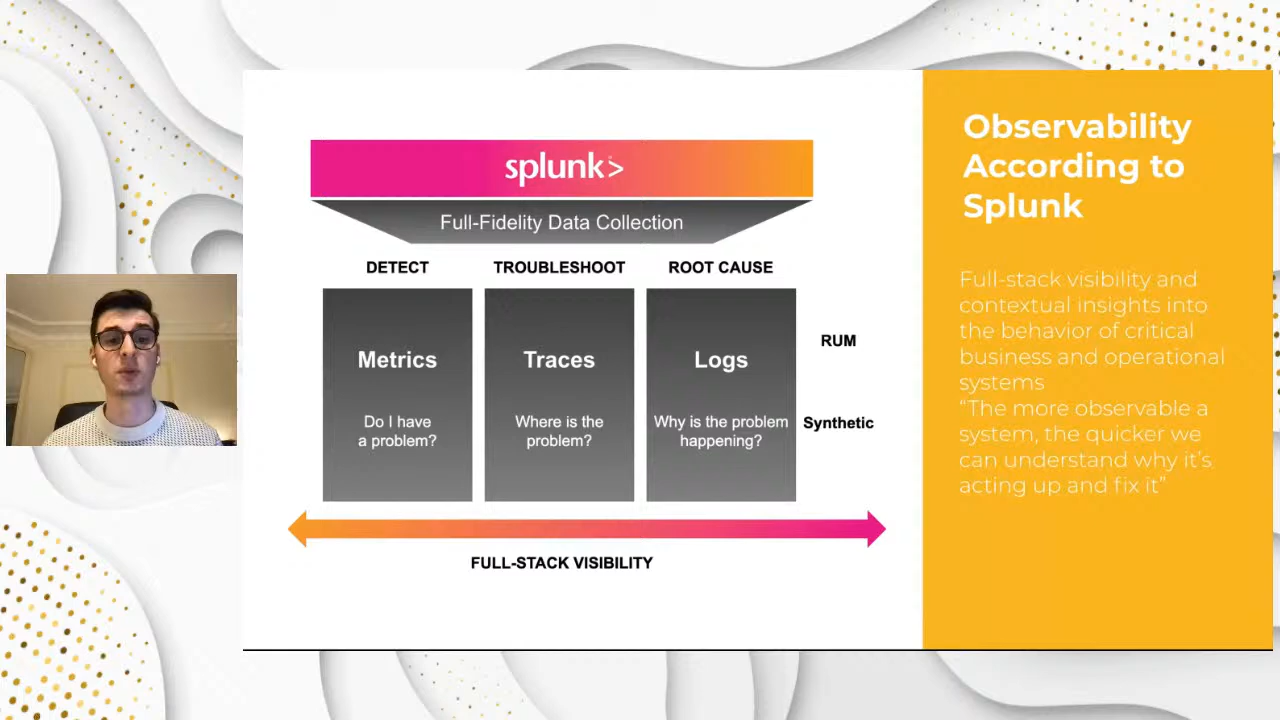 splunk>
Full-Fidelity Data Collection
DETECT
TROUBLESHOOT
ROOT CAUSE
Metrics
Do I have
a problem?
Traces
Where is the
problem?
Logs
Why is the problem
happening?
RUM
Synthetic
FULL-STACK VISIBILITY
Observability
According to
Splunk
Full-stack visibility and
contextual insights into
the behavior of critical
business and operational
systems
“The more observable a
system, the quicker we
can understand why it’s
acting up and fix it”